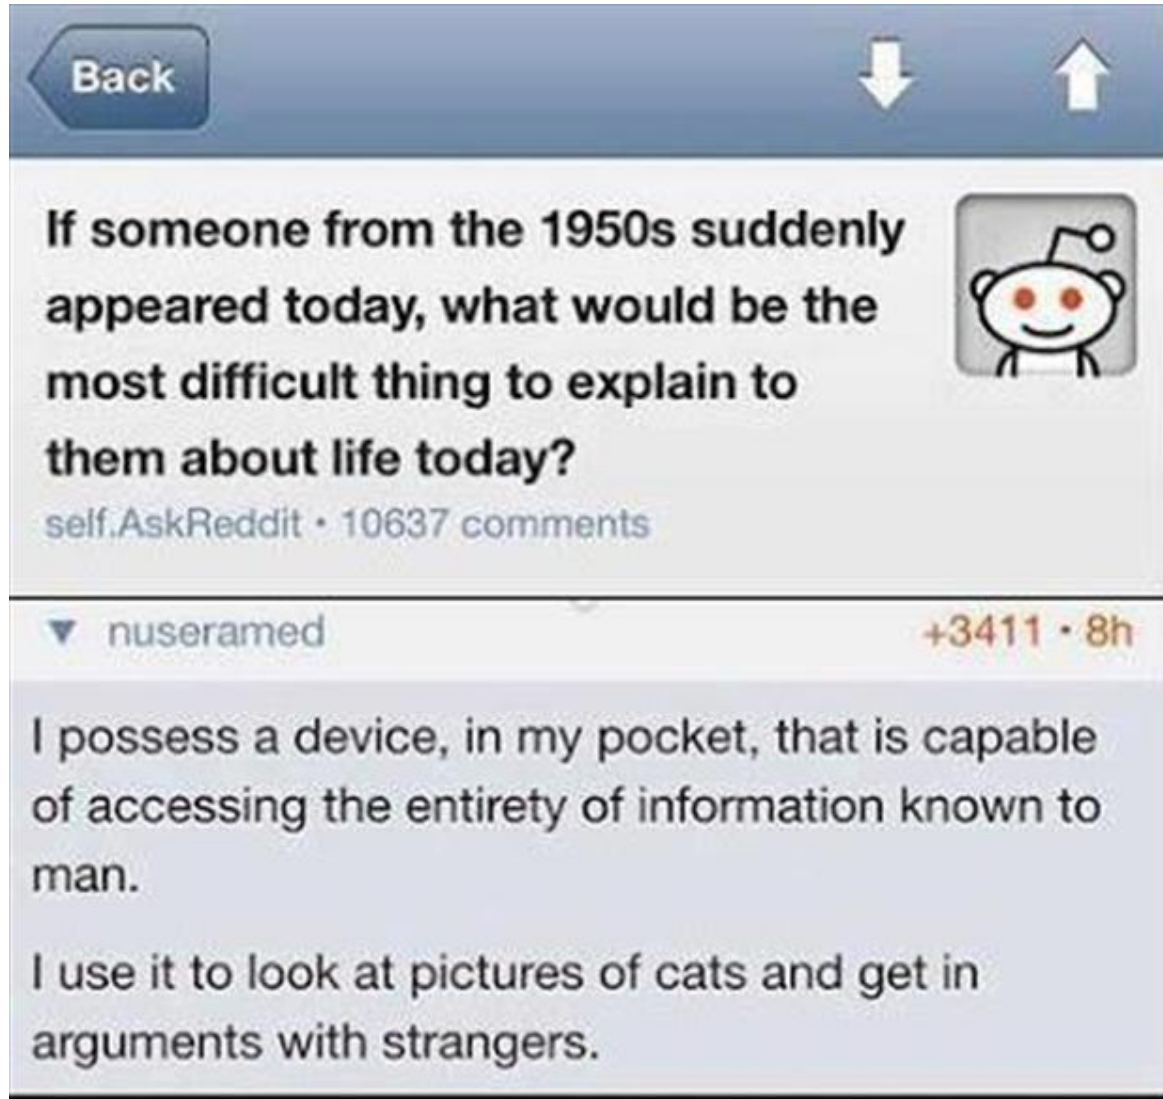 Back
If someone from the 1950s suddenly
appeared today, what would be the
most difficult thing to explain to
them about life today?
self.AskReddit • 10637 comments
nuseramed
+3411 • 8h
I possess a device, in my pocket, that is capable
of accessing the entirety of information known to
man.
I use it to look at pictures of cats and get in
arguments with strangers.